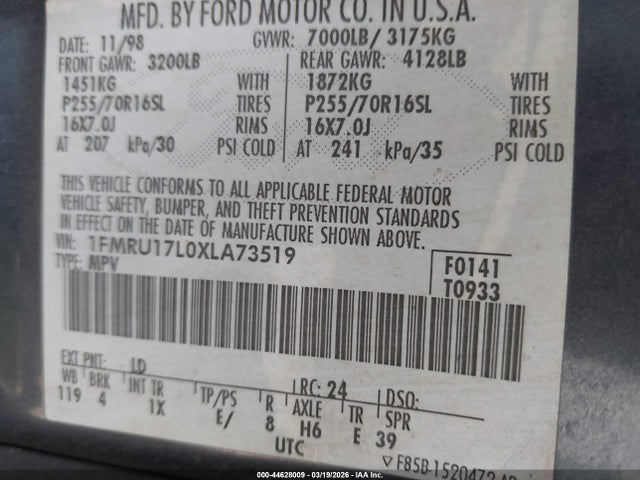 MFD. BY FORD MOTOR CO. IN U.S.A.
DATE: 11/98 GVWR: 7000LB/ 3175KG
FRONT GAWR: 3200LB REAR GAWR: 4128LB
1451KG WITH 1872KG WITH
P255/70R16SL TIRES P255/70R16SL TIRES
16X7.0J RIMS 16X7.0J RIMS
AT 207 kPa/30 PSI COLD AT 241 kPa/35 PSI COLD
THIS VEHICLE CONFORMS TO ALL APPLICABLE FEDERAL MOTOR
VEHICLE SAFETY, BUMPER, AND THEFT PREVENTION STANDARDS
IN EFFECT ON THE DATE OF MANUFACTURE SHOWN ABOVE.
VIN: 1FMRU17L0XLA73519
TYPE: MPV
F0141
T0933
EXT PNT: LD LRC: 24 DSO:
WB BRK INT TR TP/PS R AXLE TR SPR
119 4 1X E/ 8 H6 E 39
UTC
F85B-1520472
000-44628009 - 03/19/2026 - IAAI.COM